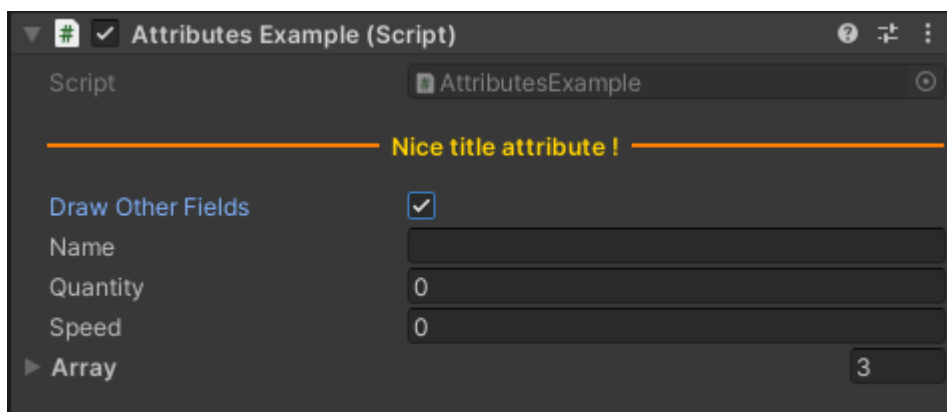 Attributes Example (Script)
Script AttributesExample
Nice title attribute !
Draw Other Fields
Name
Quantity 0
Speed 0
Array 3